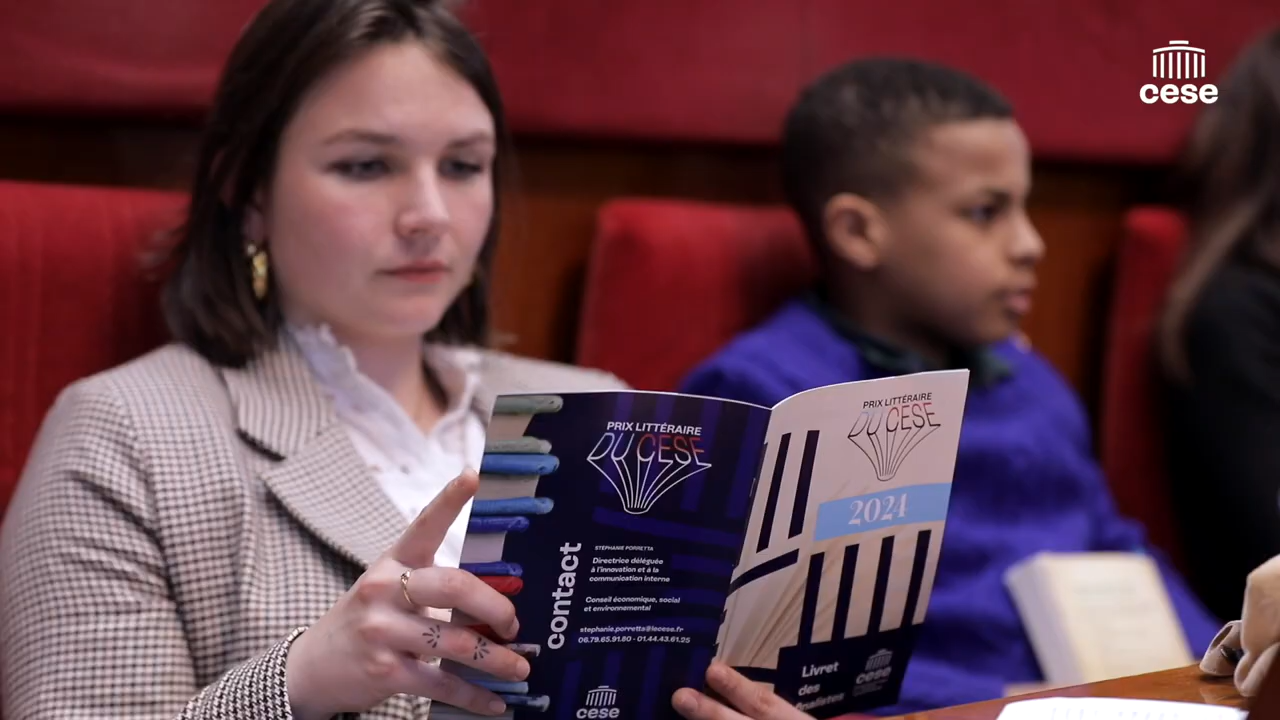 cese
PRIX LITTÉRAIRE
DU CESE
contact
STÉPHANIE PORRETTA
Directrice déléguée
à l'innovation et à la
communication interne
Conseil économique, social
et environnemental
stephanie.porretta@lecese.fr
06.79.65.91.80 - 01.44.43.61.25
cese
PRIX LITTÉRAIRE
DU CESE
2024
Livret
des
finalistes
cese